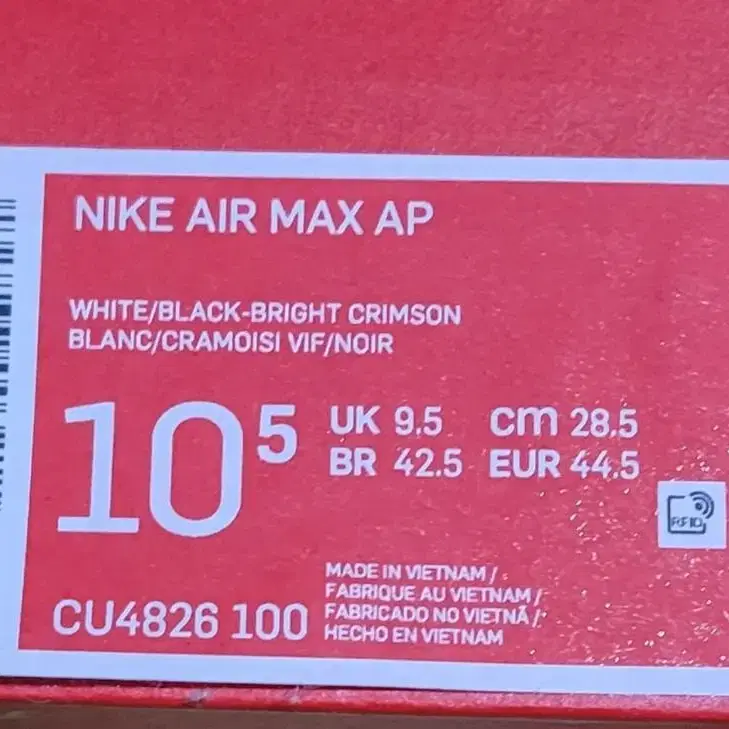 NIKE AIR MAX AP
WHITE/BLACK-BRIGHT CRIMSON
BLANC/CRAMOISI VIF/NOIR
10 5
UK 9.5 cm 28.5
BR 42.5 EUR 44.5
RFID
MADE IN VIETNAM /
FABRIQUE AU VIETNAM /
FABRICADO NO VIETNÃ /
HECHO EN VIETNAM
CU4826 100